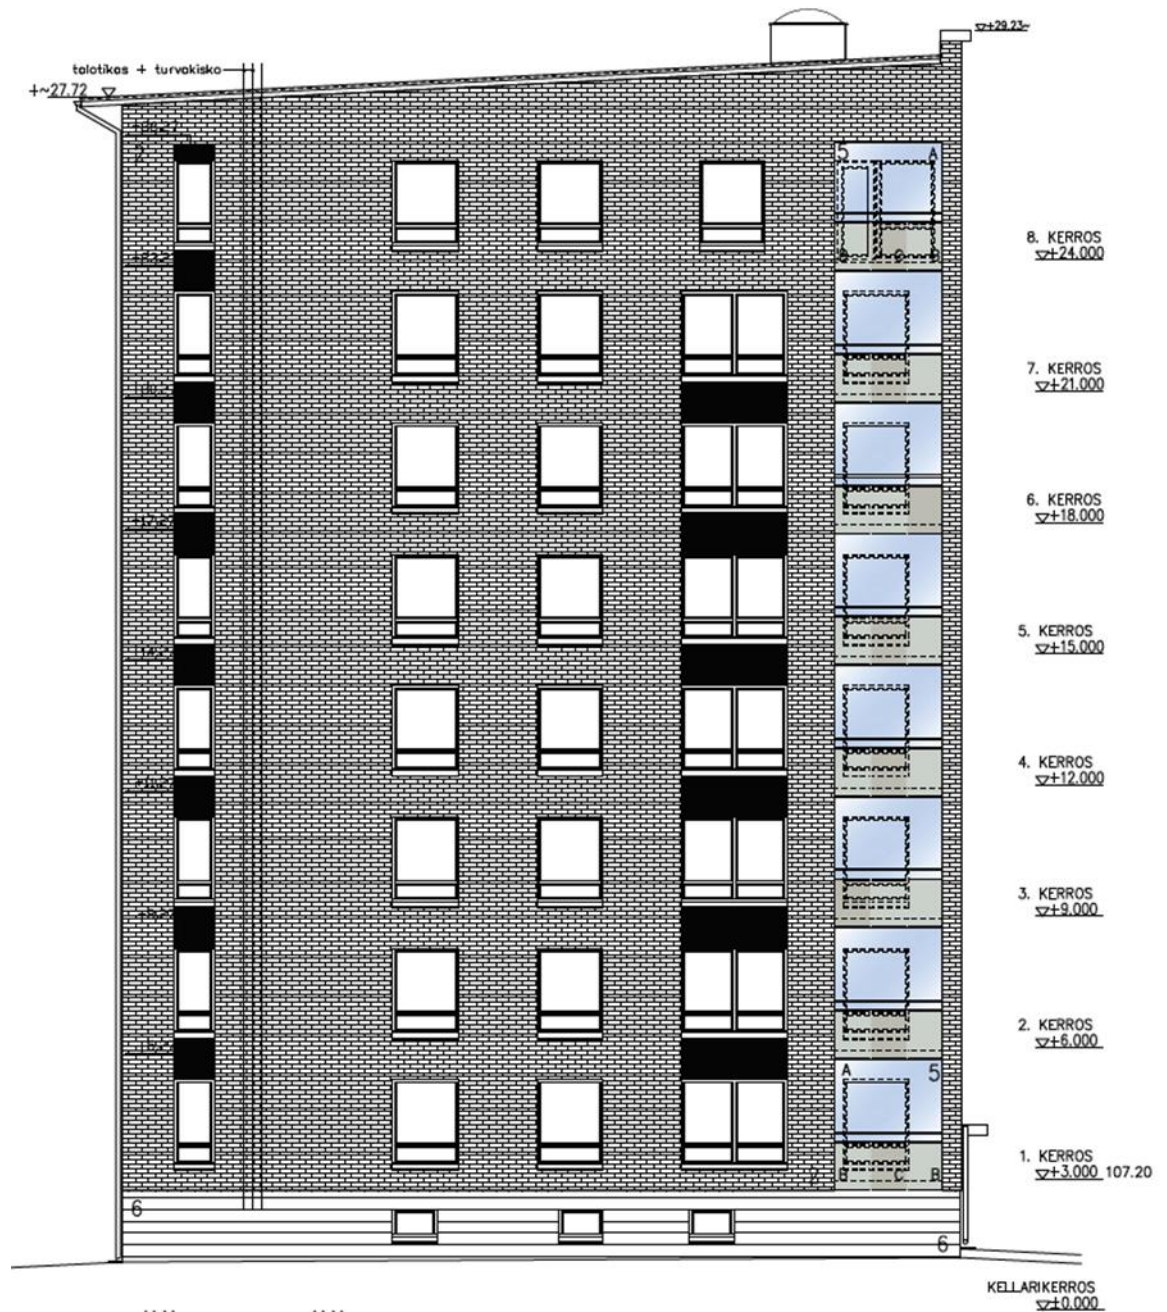 +29.23~
talotikas + turvakisko
+~27.72
2
5
A
8. KERROS
+24.000
B C B
7. KERROS
+21.000
6. KERROS
+18.000
5. KERROS
+15.000
4. KERROS
+12.000
3. KERROS
+9.000
2. KERROS
+6.000
A 5
1. KERROS
+3.000 107.20
2 B C B
6
6
KELLARIKERROS
±0.000